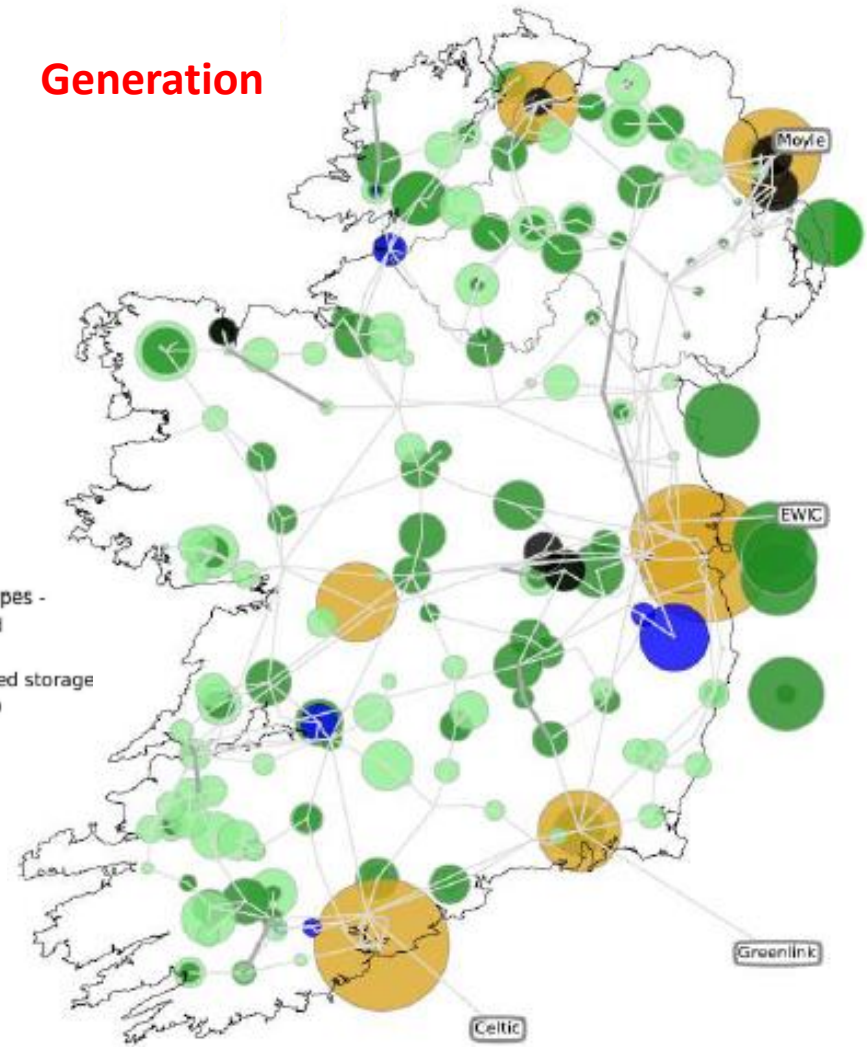 Generation
Moyle
EWIC
pes -
ed storage
Greenlink
Celtic